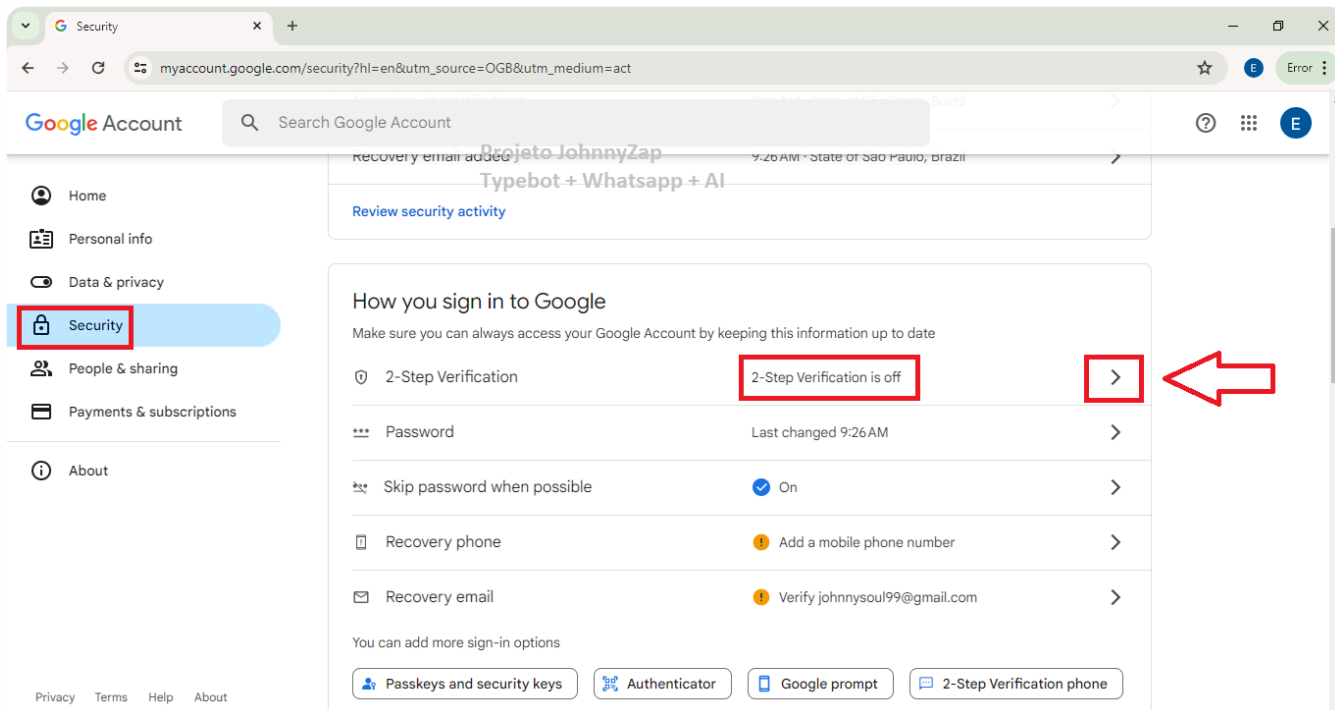 Security
myaccount.google.com/security?hl=en&utm_source=OGB&utm_medium=act
E
Error
Google Account
Search Google Account
E
Recovery email added
9:26 AM · State of São Paulo, Brazil
Projeto JohnnyZap
Typebot + Whatsapp + AI
Review security activity
Home
Personal info
Data & privacy
Security
People & sharing
Payments & subscriptions
About
How you sign in to Google
Make sure you can always access your Google Account by keeping this information up to date
2-Step Verification
2-Step Verification is off
Password
Last changed 9:26 AM
Skip password when possible
On
Recovery phone
Add a mobile phone number
Recovery email
Verify johnnysoul99@gmail.com
You can add more sign-in options
Passkeys and security keys
Authenticator
Google prompt
2-Step Verification phone
Privacy Terms Help About